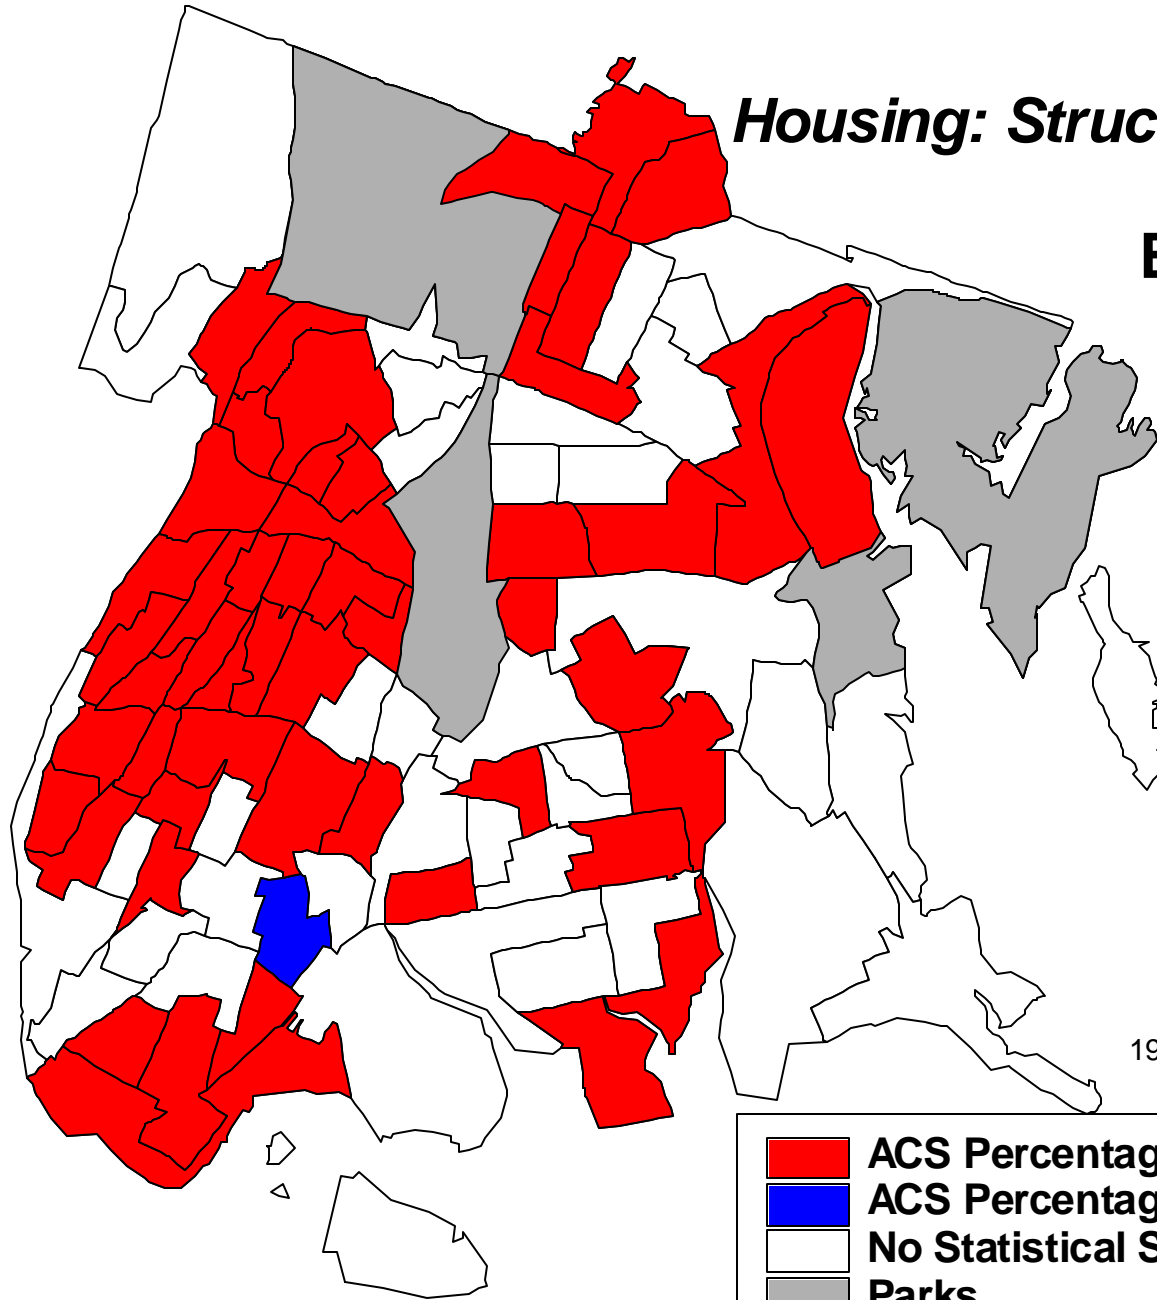 Housing: Struc
B
19
ACS Percentag
ACS Percentag
No Statistical S
Parks